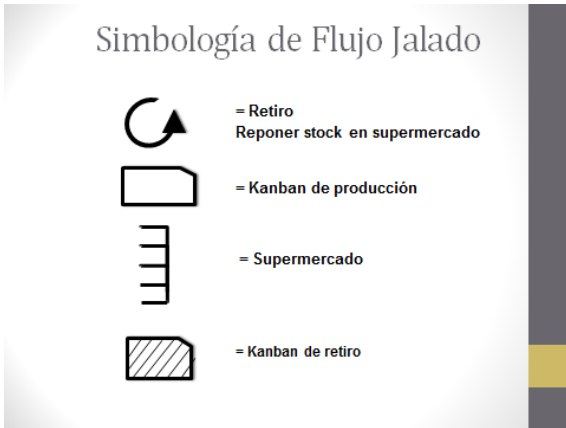 Simbología de Flujo Jalado
= Retiro
Reponer stock en supermercado
= Kanban de producción
= Supermercado
= Kanban de retiro